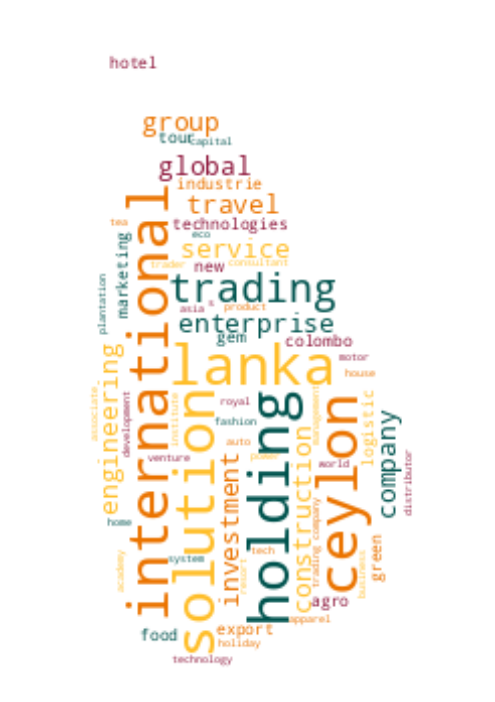 hotel
group
tour
capital
global
industrie
travel
tea
technologies
eco
marketing
service
trader
new
consultant
plantation
international
trading
asia
s
product
enterprise
gem
colombo
engineering
lanka
motor
house
associate
development
institute
solution
royal
holding
management
ceylon
logistic
company
fashion
auto
construction
venture
investment
power
world
distributor
home
academy
system
tech
resort
trading company
business
green
agro
apparel
food
export
holiday
technology